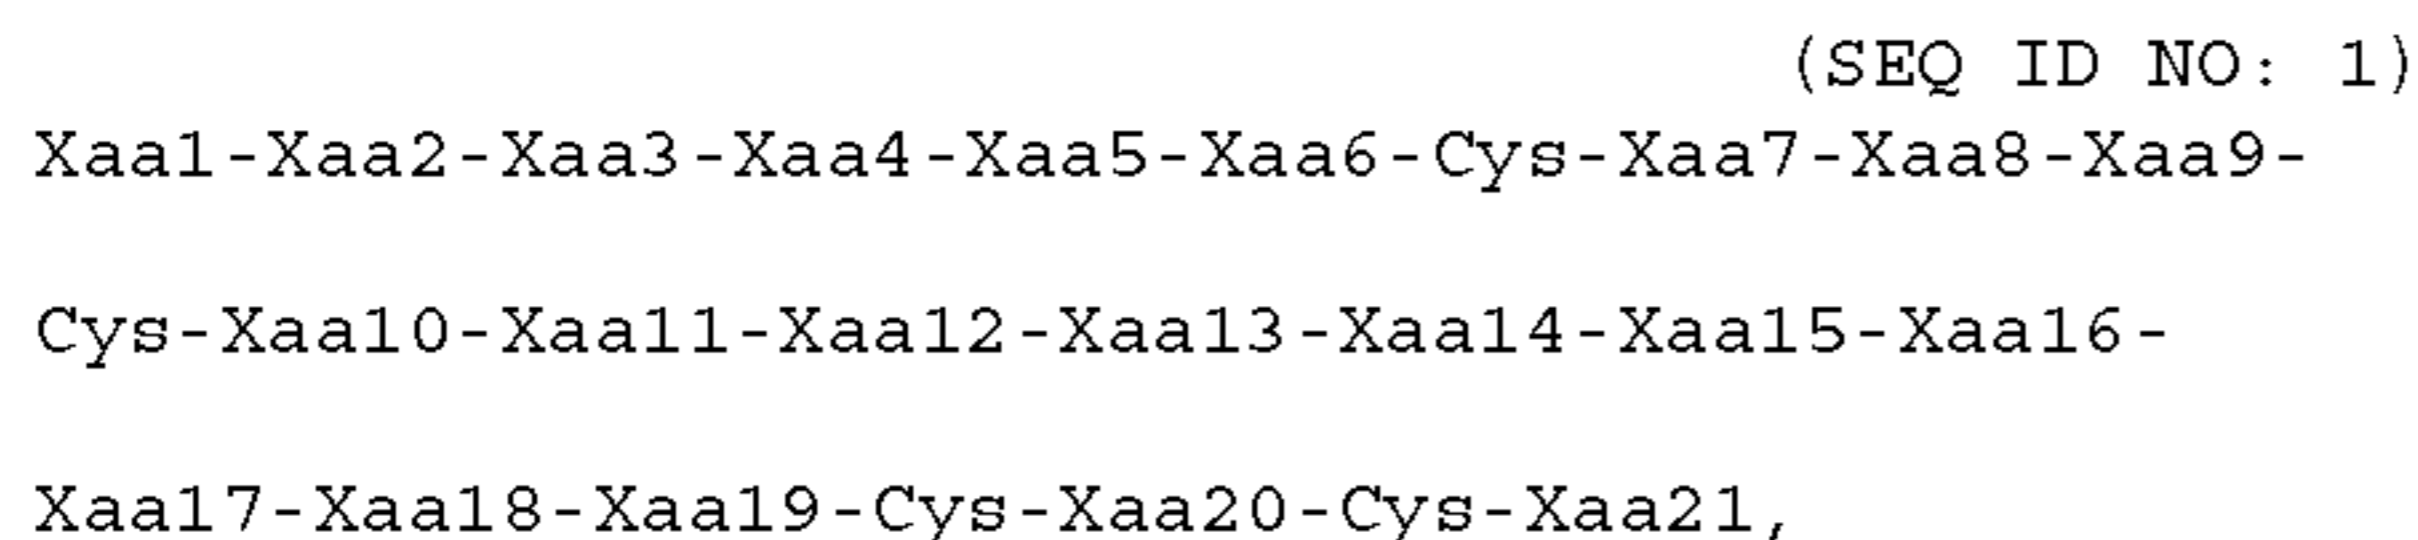 (SEQ ID NO: 1)
Xaa1-Xaa2-Xaa3-Xaa4-Xaa5-Xaa6-Cys-Xaa7-Xaa8-Xaa9-
Cys-Xaa10-Xaa11-Xaa12-Xaa13-Xaa14-Xaa15-Xaa16-
Xaa17-Xaa18-Xaa19-Cys-Xaa20-Cys-Xaa21,